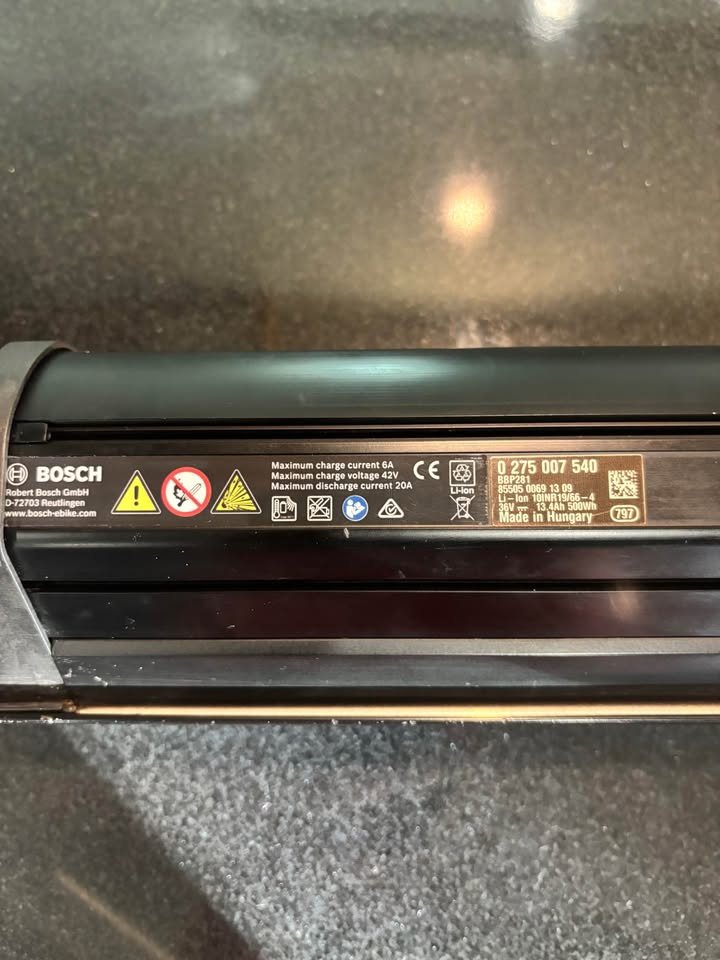 BOSCH
Robert Bosch GmbH
D-72703 Reutlingen
www.bosch-ebike.com
Maximum charge current 6A
Maximum charge voltage 42V
Maximum discharge current 20A
CE
Li-Ion
0 275 007 540
BBP281
85505 0069 13 09
Li-Ion 10INR19/66-4
36V 13.4Ah 500Wh
Made in Hungary 797